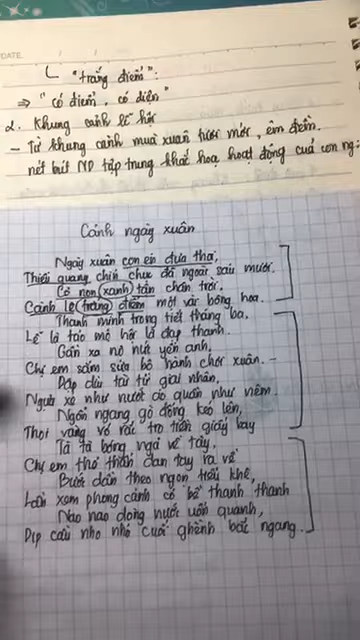 DATE / /
"trắng điểm":
⇒ "có điểm, có diện"
2. Khung cảnh lễ hội
- Từ khung cảnh mùa xuân tươi mới, êm đềm.
nét bút ND tập trung khắc hoạ hoạt động của con ng:
Cảnh ngày xuân
Ngày xuân con én đưa thoi,
Thiều quang chín chục đã ngoài sáu mươi.
Cỏ non (xanh) tận chân trời.
Cành lê (trắng) điểm một vài bông hoa.
Thanh minh trong tiết tháng ba,
Lễ là tảo mộ hội là đạp thanh.
Gần xa nô nức yến anh,
Chị em sắm sửa bộ hành chơi xuân. -
Dập dìu tài tử giai nhân,
Ngựa xe như nước áo quần như nêm.
Ngổn ngang gò đống kéo lên,
Thoi vàng vó rắc tro tiền giấy bay
Tà tà bóng ngả về tây,
Chị em thơ thẩn dan tay ra về
Bước dần theo ngọn tiểu khê,
Lần xem phong cảnh có bề thanh thanh
Nao nao dòng nước uốn quanh,
Dịp cầu nho nhỏ cuối ghềnh bắc ngang.